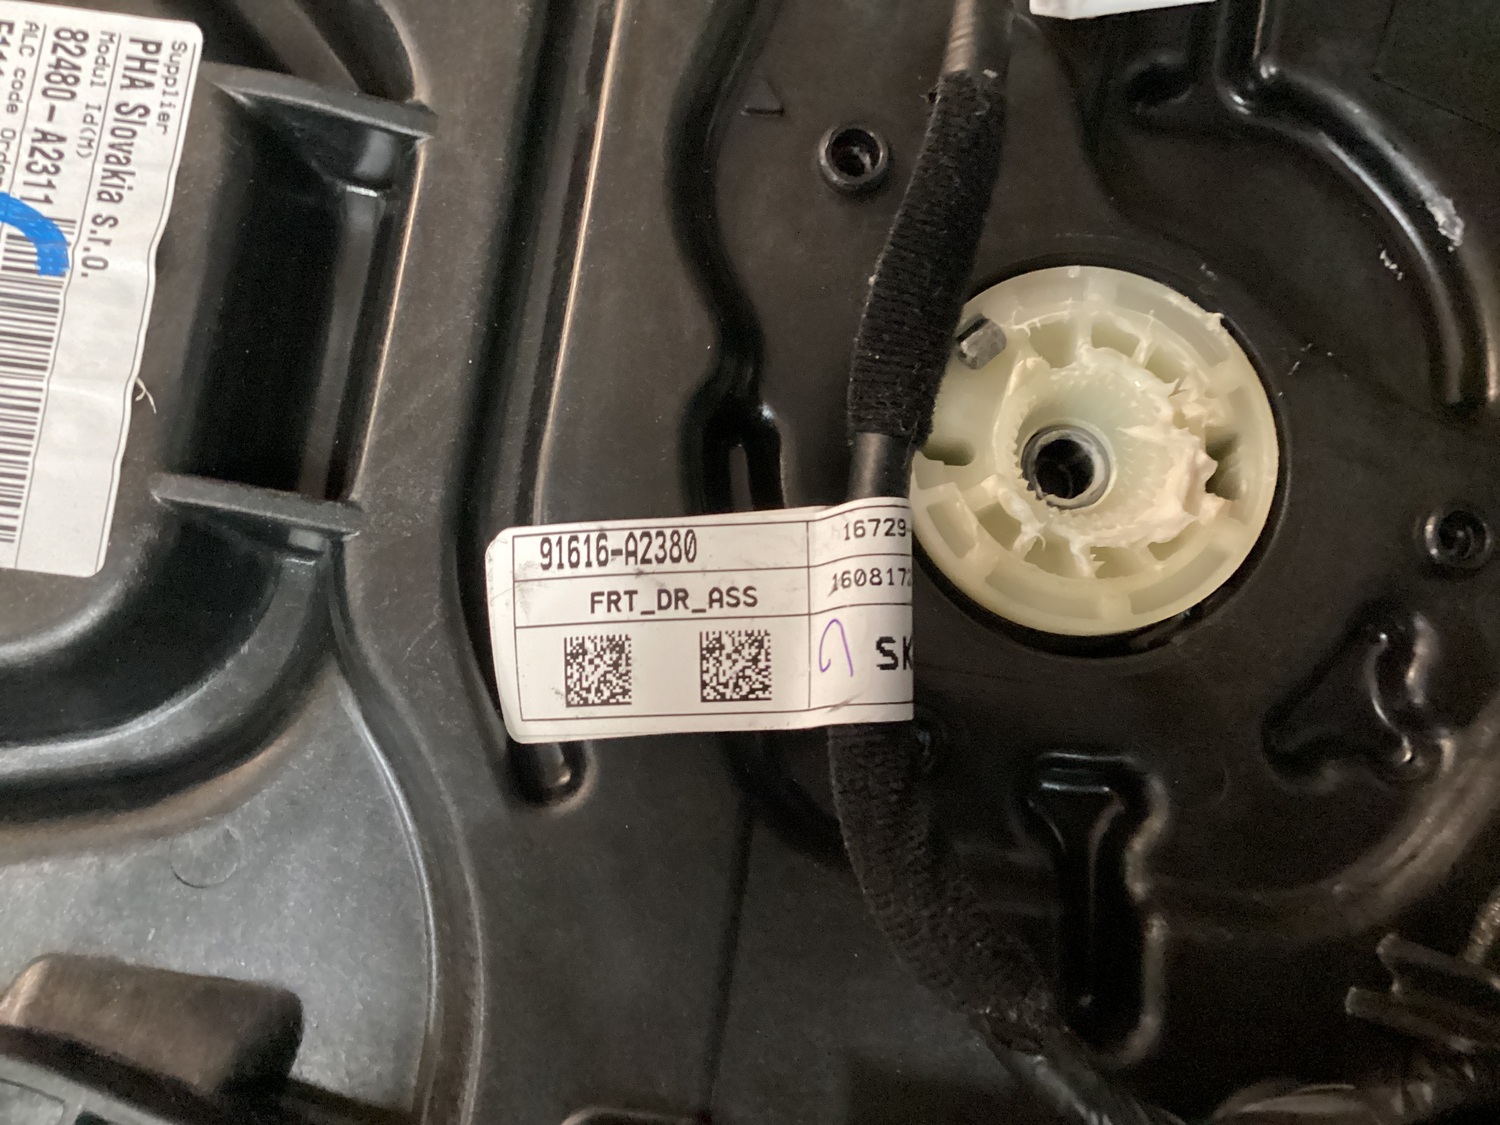 Supplier
PHA Slovakia s.r.o.
Modul Id(M)
82480-A2311
ALC code
91616-A2380
FRT_DR_ASS
16729-
1608172
SK